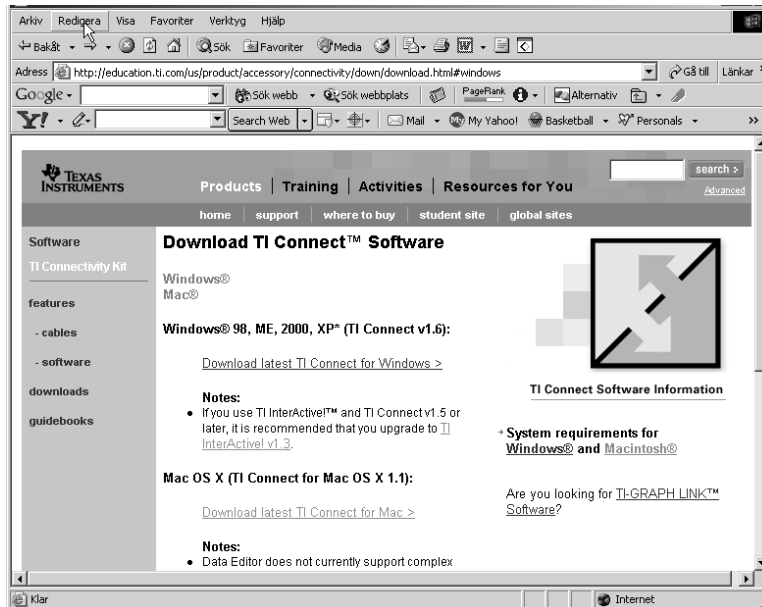 Arkiv Redigera Visa Favoriter Verktyg Hjälp
Bakåt Sök Favoriter Media
Adress http://education.ti.com/us/product/accessory/connectivity/down/download.html#windows Gå till Länkar
Google Sök webb Sök webbplats PageRank Alternativ
Y! Search Web Mail My Yahoo! Basketball Personals »
TEXAS INSTRUMENTS
search >
Advanced
Products | Training | Activities | Resources for You
home | support | where to buy | student site | global sites
Software
TI Connectivity Kit
features
- cables
- software
downloads
guidebooks
Download TI Connect™ Software
Windows®
Mac®
Windows® 98, ME, 2000, XP* (TI Connect v1.6):
Download latest TI Connect for Windows >
Notes:
• If you use TI InterActive!™ and TI Connect v1.5 or
later, it is recommended that you upgrade to TI
InterActive! v1.3.
Mac OS X (TI Connect for Mac OS X 1.1):
Download latest TI Connect for Mac >
Notes:
• Data Editor does not currently support complex
TI Connect Software Information
System requirements for
Windows® and Macintosh®
Are you looking for TI-GRAPH LINK™
Software?
Klar Internet